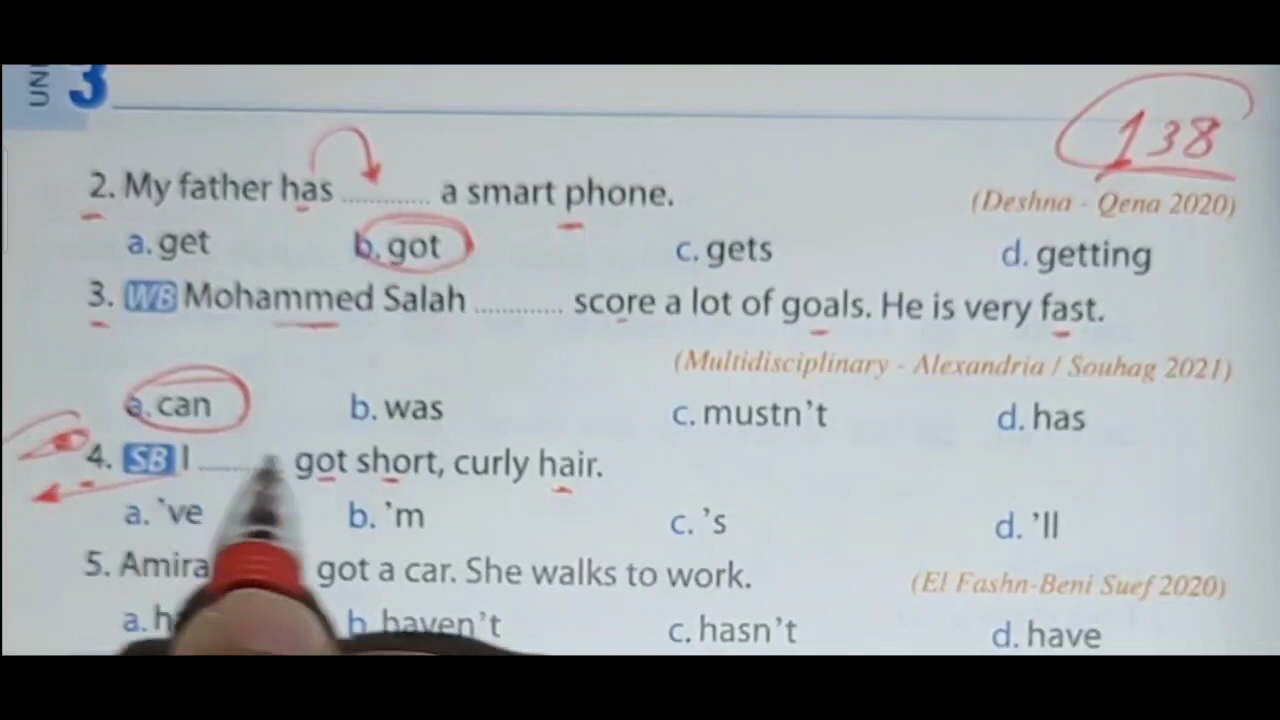 UNI 3
138
2. My father has ............ a smart phone.
(Deshna - Qena 2020)
a. get b. got c. gets d. getting
3. WB Mohammed Salah ............ score a lot of goals. He is very fast.
(Multidisciplinary - Alexandria / Souhag 2021)
a. can b. was c. mustn't d. has
4. SB I ......... got short, curly hair.
a. 've b. 'm c. 's d. 'll
5. Amira got a car. She walks to work.
(El Fashn-Beni Suef 2020)
a. b. haven't c. hasn't d. have